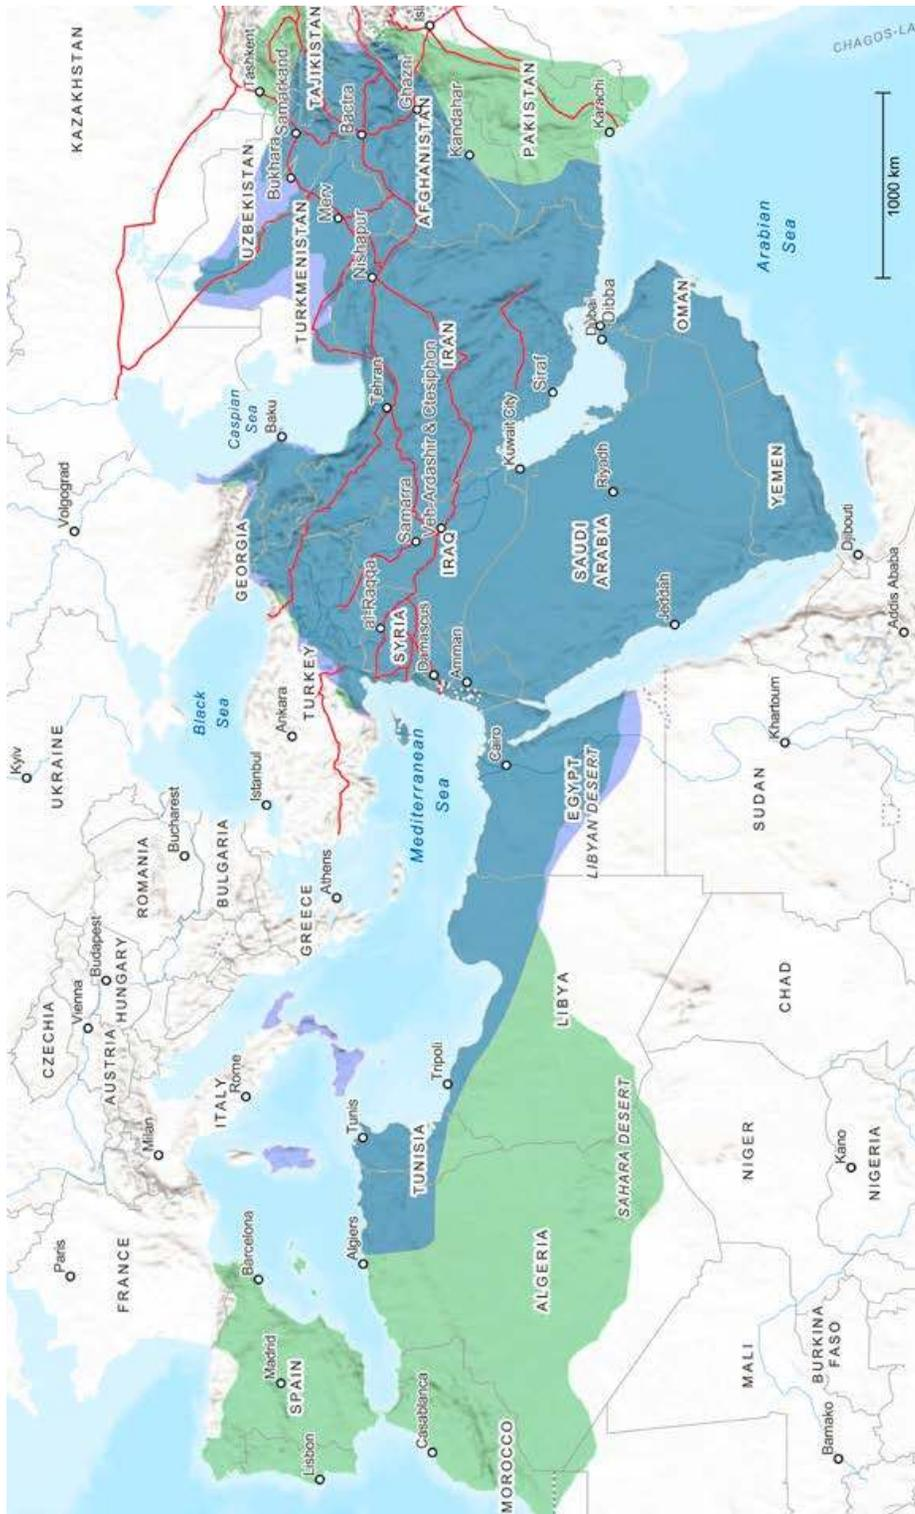 Paris
FRANCE
Milan
CZECHIA
Vienna
AUSTRIA
Budapest
HUNGARY
ROMANIA
Bucharest
BULGARIA
Kyiv
UKRAINE
Volgograd
KAZAKHSTAN
Lisbon
Madrid
SPAIN
Barcelona
ITALY
Rome
GREECE
Athens
Istanbul
Black
Sea
Ankara
TURKEY
GEORGIA
Caspian
Sea
Baku
UZBEKISTAN
Tashkent
Bukhara
Samarkand
TAJIKISTAN
TURKMENISTAN
Merv
Bactra
Nishapur
AFGHANISTAN
Ghazni
Kandahar
Isl
Tehran
IRAN
Casablanca
MOROCCO
Algiers
ALGERIA
Tunis
TUNISIA
Tripoli
LIBYA
SAHARA DESERT
Mediterranean
Sea
Cairo
EGYPT
LIBYAN DESERT
al-Raqqa
SYRIA
Damascus
Amman
Samarra
Veh-Ardashir & Ctesiphon
IRAQ
Kuwait City
Siraf
Dubai
Dibba
PAKISTAN
Karachi
SAUDI
ARABIA
Riyadh
Jeddah
OMAN
YEMEN
Arabian
Sea
MALI
BURKINA
FASO
Bamako
NIGER
Kano
NIGERIA
CHAD
SUDAN
Khartoum
Addis Ababa
Djibouti
1000 km
CHAGOS-LA